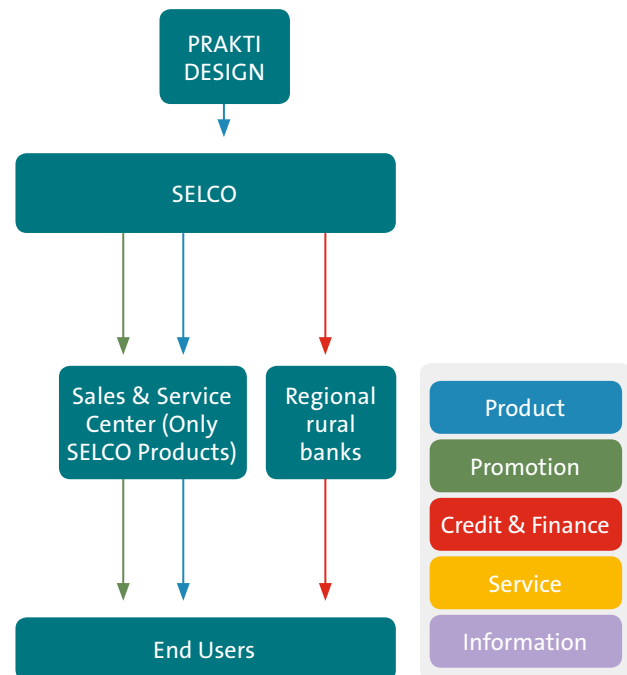 PRAKTI
DESIGN
SELCO
Sales & Service
Center (Only
SELCO Products)
Regional
rural
banks
Product
Promotion
Credit & Finance
Service
Information
End Users